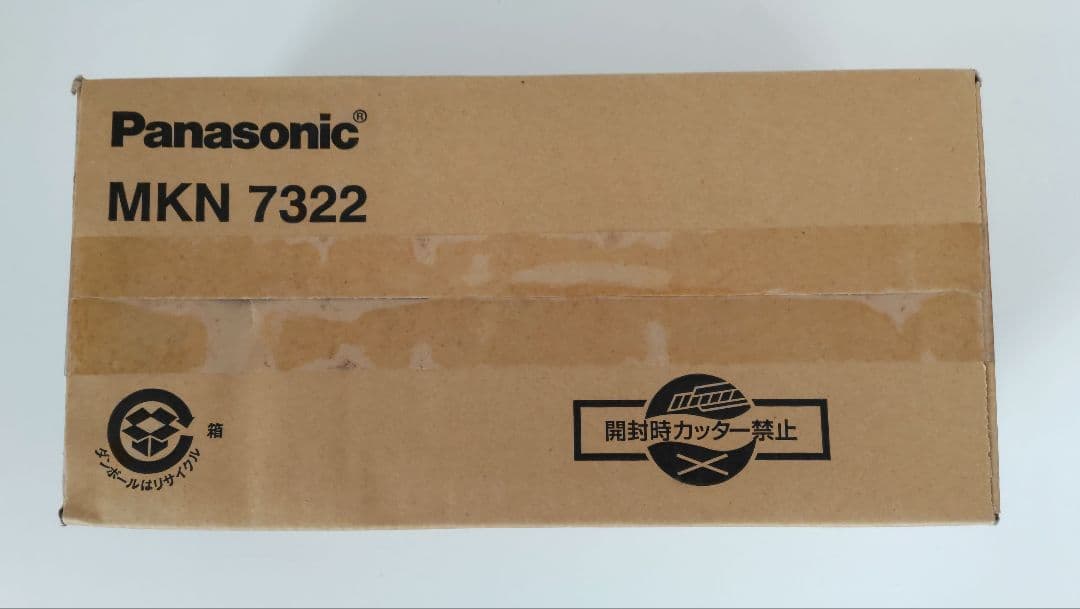 Panasonic®
MKN 7322
箱
ダンボールはリサイクル
開封時カッター禁止